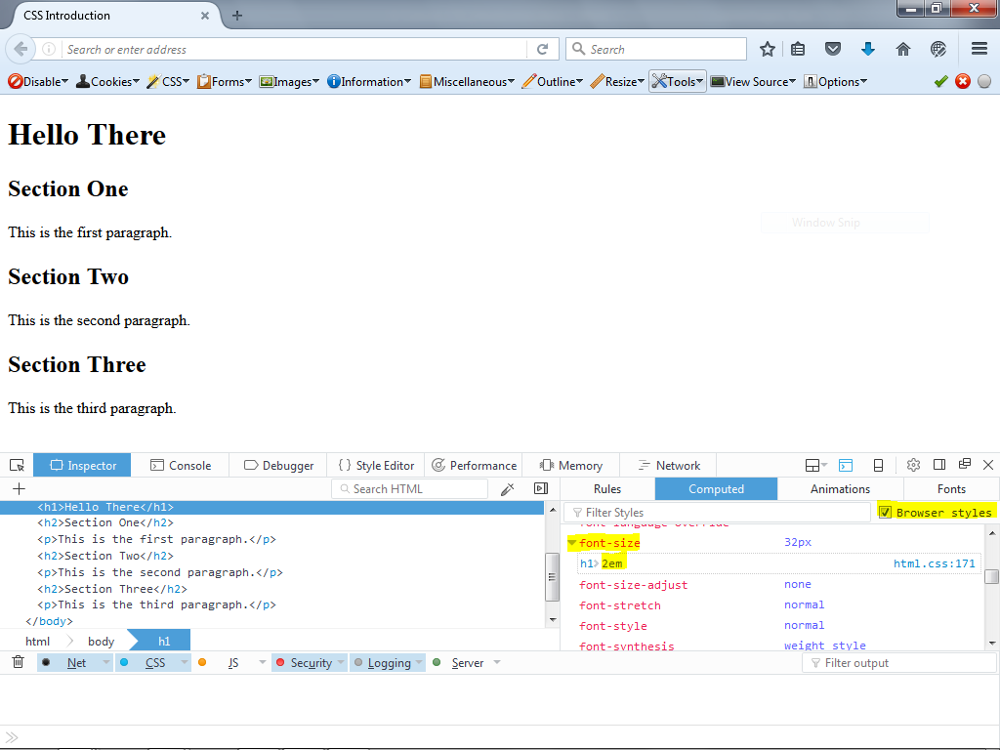 CSS Introduction
Search or enter address
Search
Disable Cookies CSS Forms Images Information Miscellaneous Outline Resize Tools View Source Options
Hello There
Section One
This is the first paragraph.
Window Snip
Section Two
This is the second paragraph.
Section Three
This is the third paragraph.
Inspector Console Debugger Style Editor Performance Memory Network
Search HTML
Rules Computed Animations Fonts
<h1>Hello There</h1>
<h2>Section One</h2>
<p>This is the first paragraph.</p>
<h2>Section Two</h2>
<p>This is the second paragraph.</p>
<h2>Section Three</h2>
<p>This is the third paragraph.</p>
</body>
html body h1
Filter Styles Browser styles
font-language-override
font-size 32px
h1 2em html.css:171
font-size-adjust none
font-stretch normal
font-style normal
font-synthesis weight style
Net CSS JS Security Logging Server Filter output